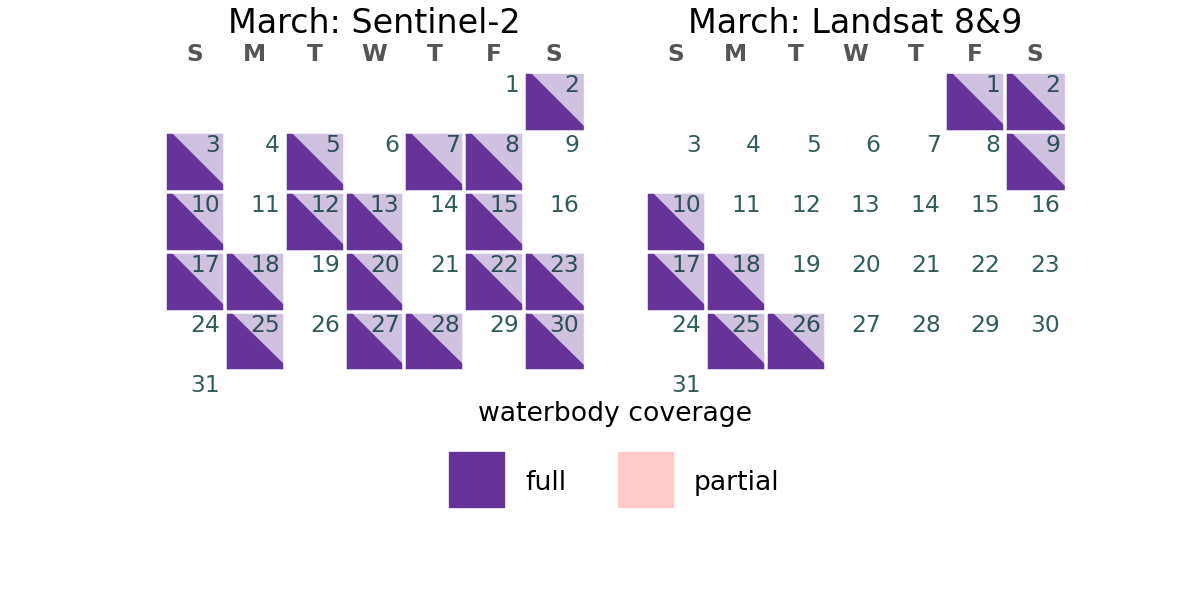 March: Sentinel-2
S M T W T F S
1 2
3 4 5 6 7 8 9
10 11 12 13 14 15 16
17 18 19 20 21 22 23
24 25 26 27 28 29 30
31
March: Landsat 8&9
S M T W T F S
1 2
3 4 5 6 7 8 9
10 11 12 13 14 15 16
17 18 19 20 21 22 23
24 25 26 27 28 29 30
31
waterbody coverage
full partial